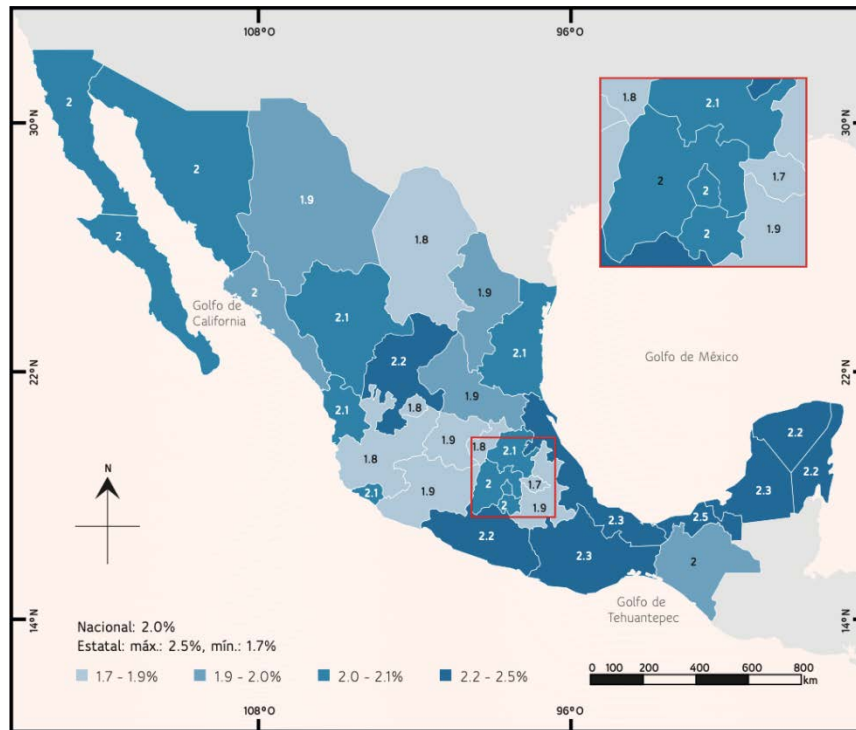 108°O
96°O
30°N
30°N
2
2
1.8
2.1
2
2
1.7
2
1.9
1.9
1.8
2
Golfo de
California
2
1.9
2.1
2.2
2.1
Golfo de México
22°N
22°N
1.9
2.1
1.8
1.9
1.8
2.1
2.2
1.8
2
1.7
2.3
2.2
2.1
1.9
2
1.9
2.3
2.5
2.2
2.3
2
N
Golfo de
Tehuantepec
14°N
14°N
Nacional: 2.0%
Estatal: máx.: 2.5%, mín.: 1.7%
1.7 - 1.9%
1.9 - 2.0%
2.0 - 2.1%
2.2 - 2.5%
0 100 200 400 600 800
km
108°O
96°O